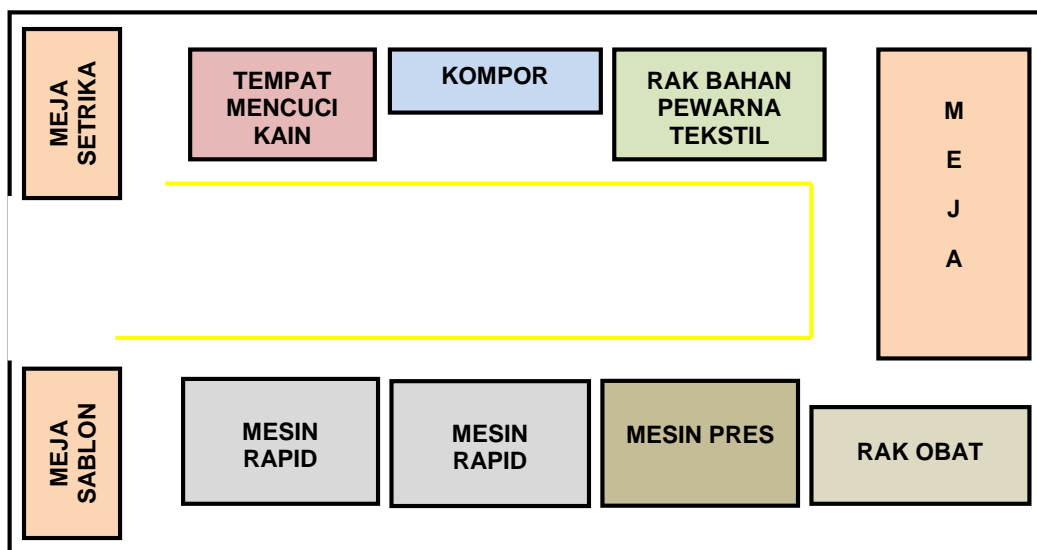 MEJA
SETRIKA
TEMPAT
MENCUCI
KAIN
KOMPOR
RAK BAHAN
PEWARNA
TEKSTIL
M
E
J
A
MEJA
SABLON
MESIN
RAPID
MESIN
RAPID
MESIN PRES
RAK OBAT